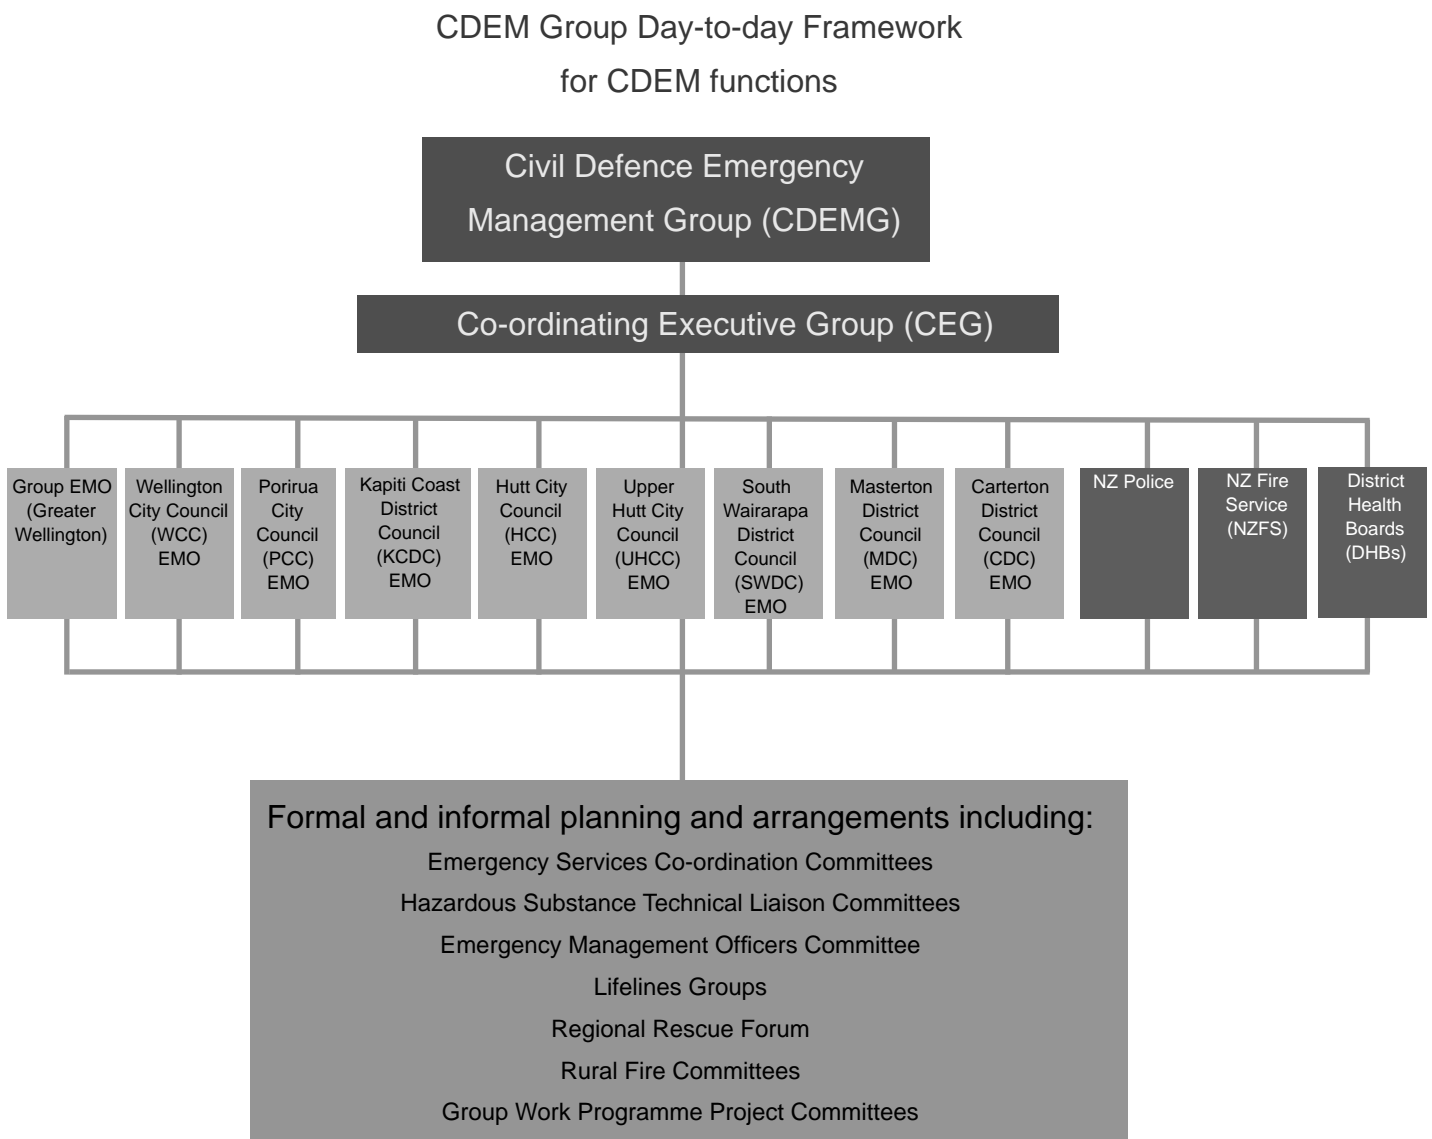 CDEM Group Day-to-day Framework
for CDEM functions
Civil Defence Emergency
Management Group (CDEMG)
Co-ordinating Executive Group (CEG)
Group EMO
(Greater
Wellington)
Wellington
City Council
(WCC)
EMO
Porirua
City
Council
(PCC)
EMO
Kapiti Coast
District
Council
(KCDC)
EMO
Hutt City
Council
(HCC)
EMO
Upper
Hutt City
Council
(UHCC)
EMO
South
Wairarapa
District
Council
(SWDC)
EMO
Masterton
District
Council
(MDC)
EMO
Carterton
District
Council
(CDC)
EMO
NZ Police
NZ Fire
Service
(NZFS)
District
Health
Boards
(DHBs)
Formal and informal planning and arrangements including:
Emergency Services Co-ordination Committees
Hazardous Substance Technical Liaison Committees
Emergency Management Officers Committee
Lifelines Groups
Regional Rescue Forum
Rural Fire Committees
Group Work Programme Project Committees